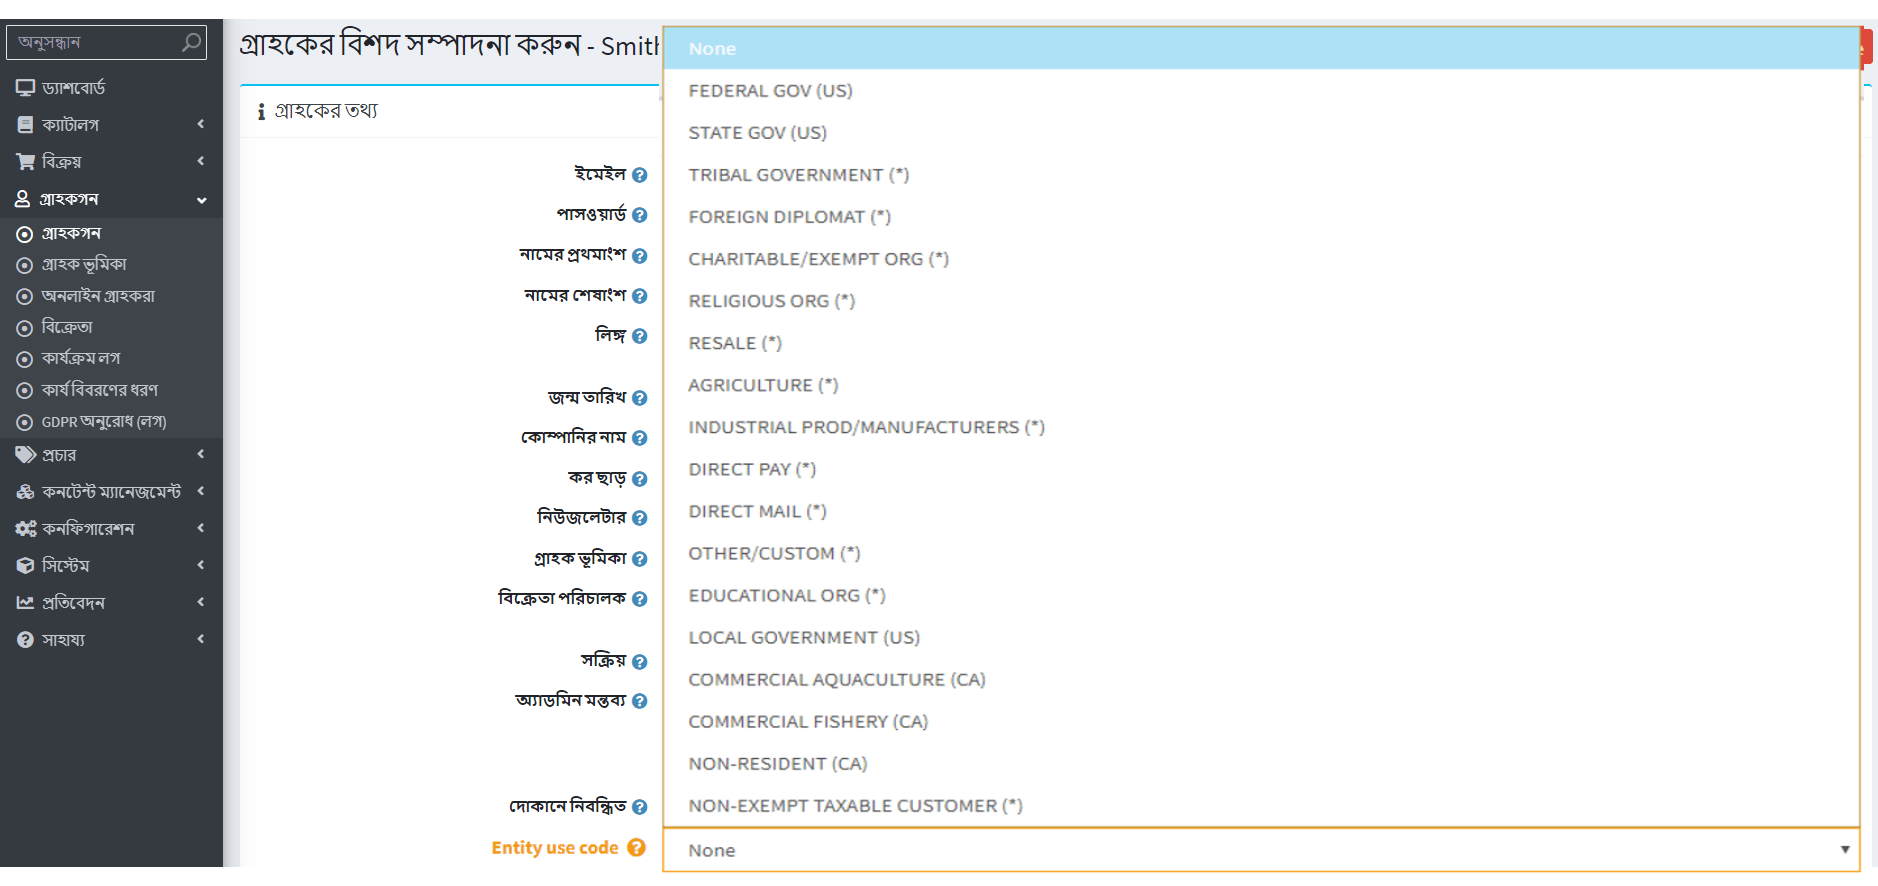 অনুসন্ধান
ড্যাশবোর্ড
ক্যাটালগ
বিক্রয়
গ্রাহকগন
গ্রাহকগন
গ্রাহক ভূমিকা
অনলাইন গ্রাহকরা
বিক্রেতা
কার্যক্রম লগ
কার্য বিবরণের ধরণ
GDPR অনুরোধ (লগ)
প্রচার
কনটেন্ট ম্যানেজমেন্ট
কনফিগারেশন
সিস্টেম
প্রতিবেদন
সাহায্য
গ্রাহকের বিশদ সম্পাদনা করুন - Smith
গ্রাহকের তথ্য
ইমেইল
পাসওয়ার্ড
নামের প্রথমাংশ
নামের শেষাংশ
লিঙ্গ
জন্ম তারিখ
কোম্পানির নাম
কর ছাড়
নিউজলেটার
গ্রাহক ভূমিকা
বিক্রেতা পরিচালক
সক্রিয়
অ্যাডমিন মন্তব্য
দোকানে নিবন্ধিত
Entity use code
None
FEDERAL GOV (US)
STATE GOV (US)
TRIBAL GOVERNMENT (*)
FOREIGN DIPLOMAT (*)
CHARITABLE/EXEMPT ORG (*)
RELIGIOUS ORG (*)
RESALE (*)
AGRICULTURE (*)
INDUSTRIAL PROD/MANUFACTURERS (*)
DIRECT PAY (*)
DIRECT MAIL (*)
OTHER/CUSTOM (*)
EDUCATIONAL ORG (*)
LOCAL GOVERNMENT (US)
COMMERCIAL AQUACULTURE (CA)
COMMERCIAL FISHERY (CA)
NON-RESIDENT (CA)
NON-EXEMPT TAXABLE CUSTOMER (*)
None